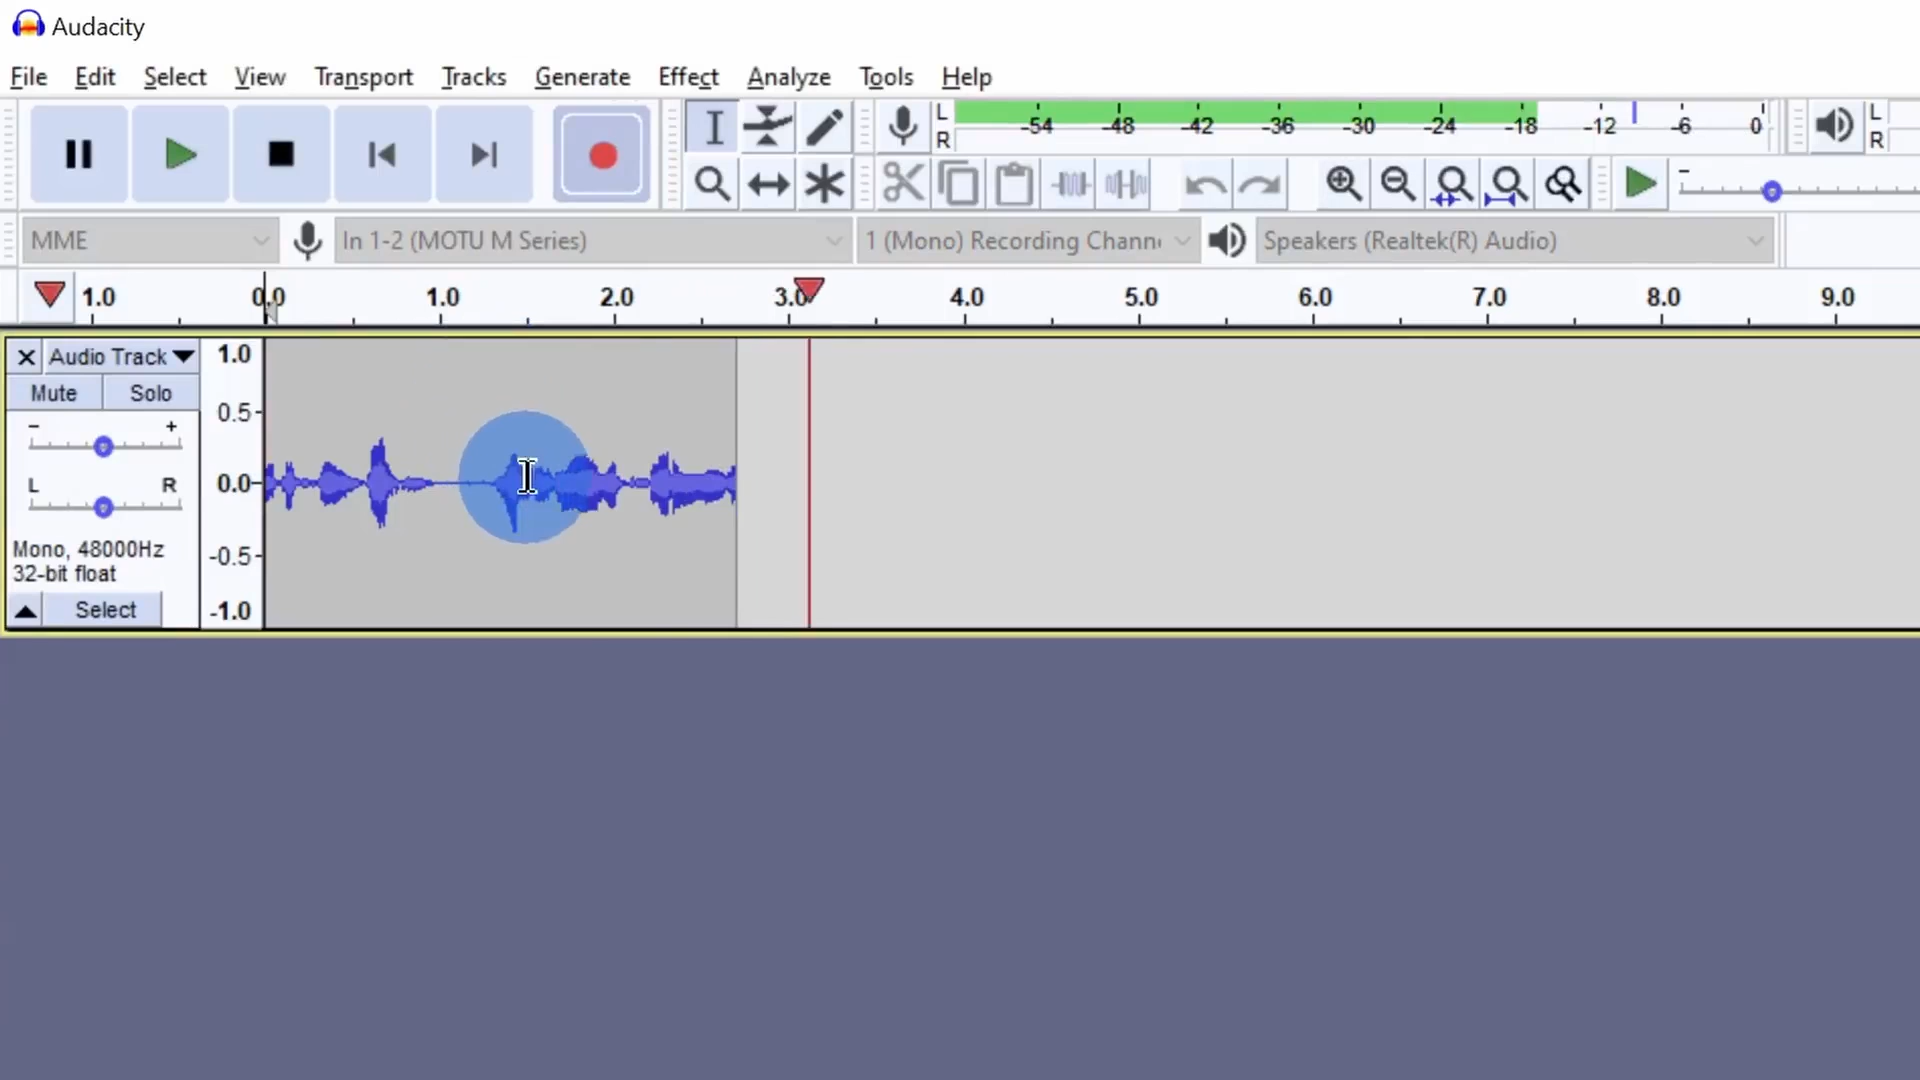 Audacity
File Edit Select View Transport Tracks Generate Effect Analyze Tools Help
L -54 -48 -42 -36 -30 -24 -18 -12 -6 0 L
R R
- 
MME In 1-2 (MOTU M Series) 1 (Mono) Recording Chann Speakers (Realtek(R) Audio)
1.0 0.0 1.0 2.0 3.0 4.0 5.0 6.0 7.0 8.0 9.0
Audio Track 1.0
Mute Solo 0.5
- +
L R 0.0
Mono, 48000Hz -0.5
32-bit float
Select -1.0